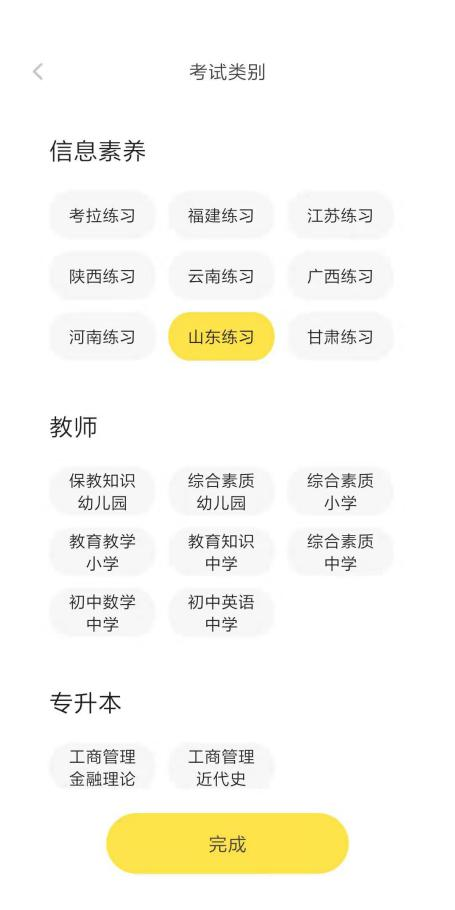 考试类别
信息素养
考拉练习 福建练习 江苏练习
陕西练习 云南练习 广西练习
河南练习 山东练习 甘肃练习
教师
保教知识 综合素质 综合素质
幼儿园 幼儿园 小学
教育教学 教育知识 综合素质
小学 中学 中学
初中数学 初中英语
中学 中学
专升本
工商管理 工商管理
金融理论 近代史
完成